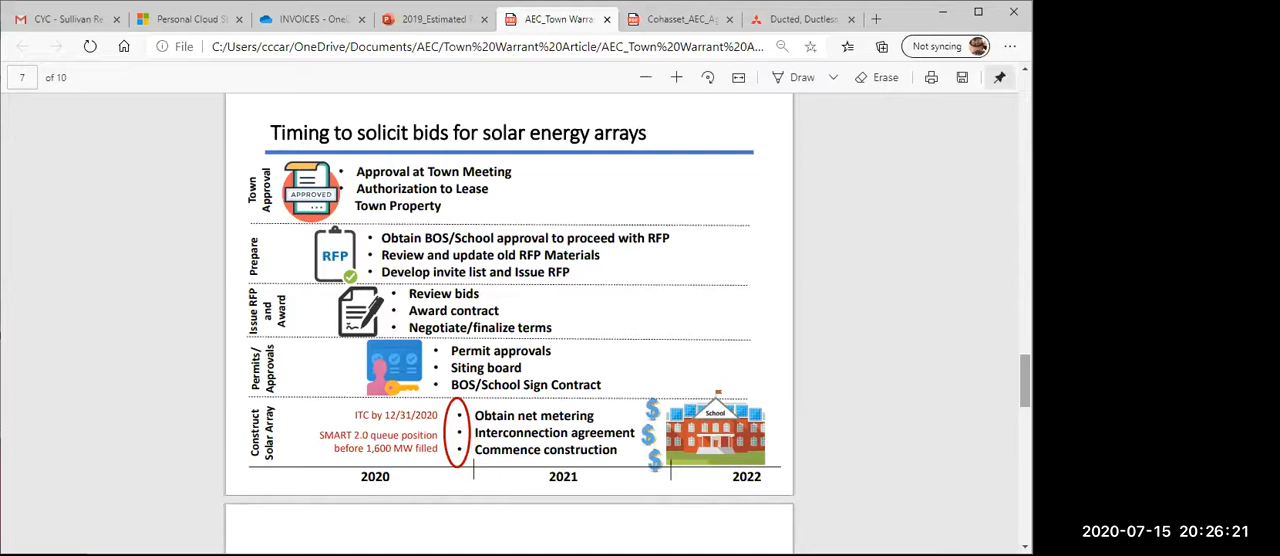 CYC - Sullivan Re
Personal Cloud S
INVOICES - OneD
2019_Estimated F
AEC_Town Warra
Cohasset_AEC_A
Ducted, Ductless
File
C:/Users/cccar/OneDrive/Documents/AEC/Town%20Warrant%20Article/AEC_Town%20Warrant%20A...
Not syncing
7 of 10
Draw
Erase
Timing to solicit bids for solar energy arrays
Town
Approval
APPROVED
• Approval at Town Meeting
• Authorization to Lease
Town Property
Prepare
RFP
• Obtain BOS/School approval to proceed with RFP
• Review and update old RFP Materials
• Develop invite list and Issue RFP
Issue RFP
and
Award
• Review bids
• Award contract
• Negotiate/finalize terms
Permits/
Approvals
• Permit approvals
• Siting board
• BOS/School Sign Contract
Construct
Solar Array
ITC by 12/31/2020
SMART 2.0 queue position
before 1,600 MW filled
• Obtain net metering
• Interconnection agreement
• Commence construction
$
$
$
School
2020 2021 2022
2020-07-15 20:26:21